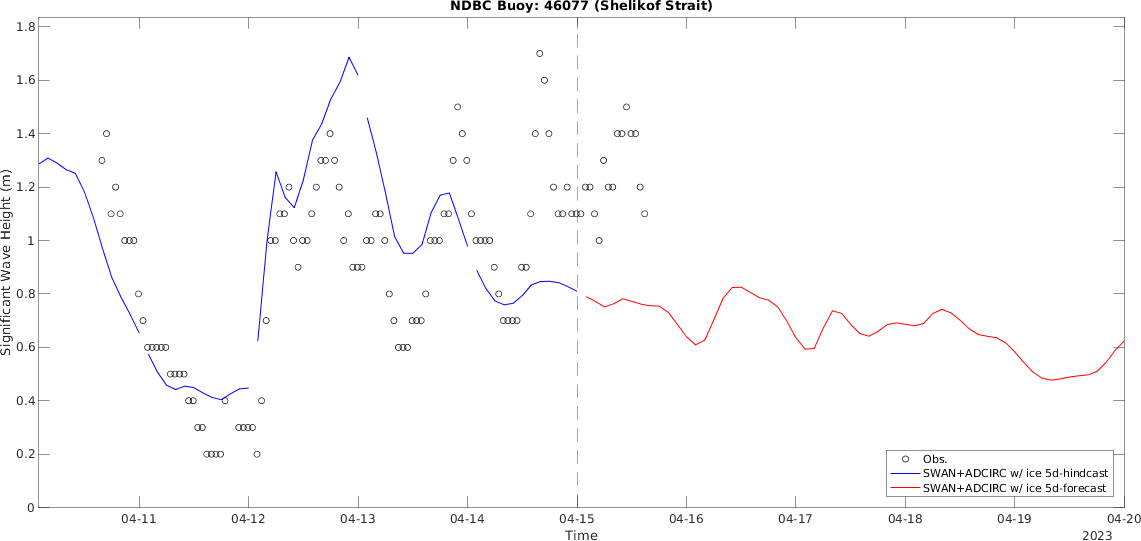 NDBC Buoy: 46077 (Shelikof Strait)
1.8
1.6
1.4
1.2
1
0.8
0.6
0.4
0.2
0
Significant Wave Height (m)
Obs.
SWAN+ADCIRC w/ ice 5d-hindcast
SWAN+ADCIRC w/ ice 5d-forecast
04-11 04-12 04-13 04-14 04-15 04-16 04-17 04-18 04-19 04-20
Time
2023